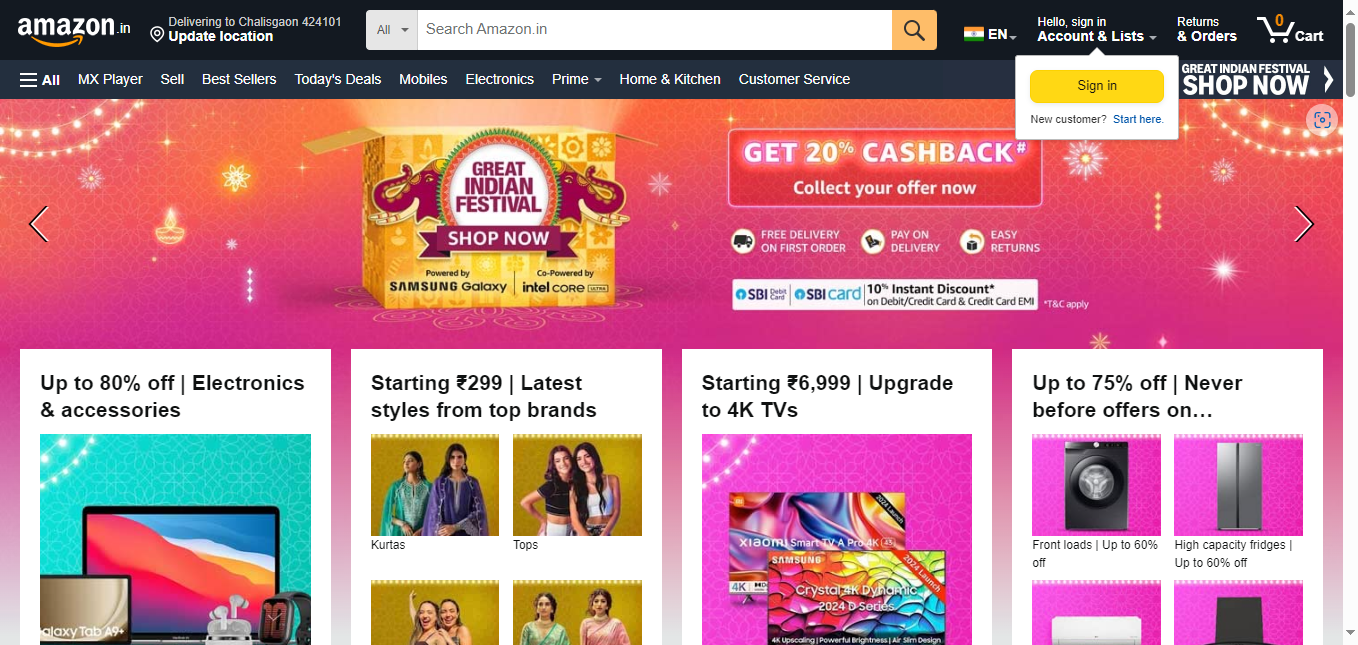 amazon.in
Delivering to Chalisgaon 424101
Update location
All
Search Amazon.in
EN
Hello, sign in
Account & Lists
Returns
& Orders
0
Cart
All
MX Player
Sell
Best Sellers
Today's Deals
Mobiles
Electronics
Prime
Home & Kitchen
Customer Service
GREAT INDIAN FESTIVAL
SHOP NOW
Sign in
New customer? Start here.
GREAT
INDIAN
FESTIVAL
SHOP NOW
Powered by
SAMSUNG Galaxy
Co-Powered by
intel CORE ULTRA
GET 20% CASHBACK#
Collect your offer now
FREE DELIVERY
ON FIRST ORDER
PAY ON
DELIVERY
EASY
RETURNS
SBI Debit Card
SBI card
10% Instant Discount*
on Debit/Credit Card & Credit Card EMI
*T&C apply
Up to 80% off | Electronics
& accessories
alaxy Tab A9+
Starting ₹299 | Latest
styles from top brands
Kurtas
Tops
Starting ₹6,999 | Upgrade
to 4K TVs
2024 Launch
xiaomi Smart TV A Pro 4K
4K
SAMSUNG
2024 Launch
Crystal 4K Dynamic
2024 D Series
4K Upscaling | Powerful Brightness | Air Slim Design
Up to 75% off | Never
before offers on…
Front loads | Up to 60%
off
High capacity fridges |
Up to 60% off